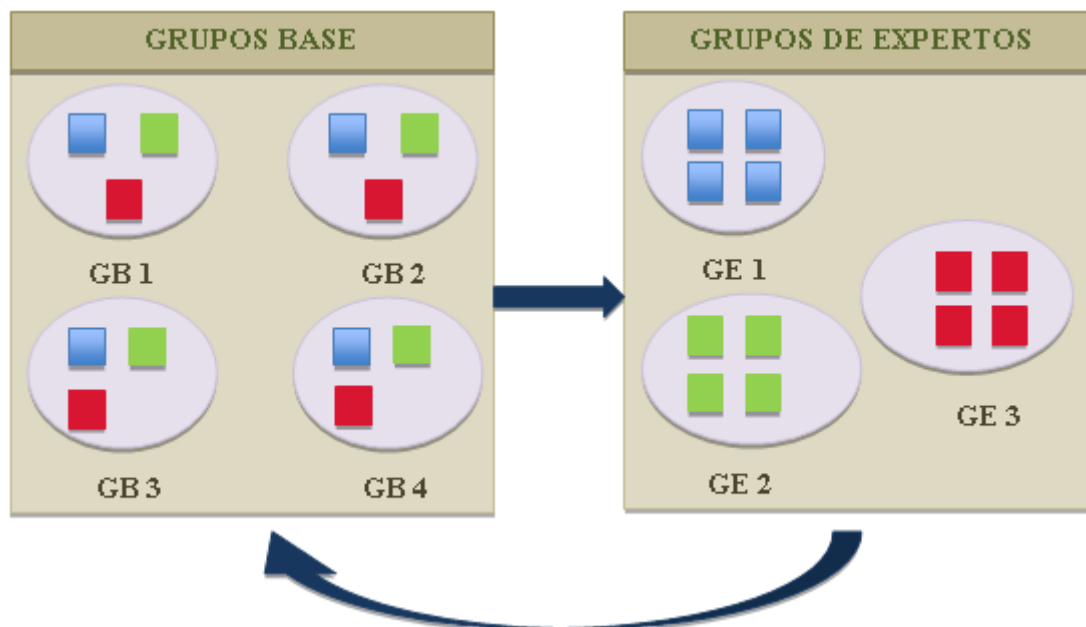 GRUPOS BASE
GB 1
GB 2
GB 3
GB 4
GRUPOS DE EXPERTOS
GE 1
GE 2
GE 3